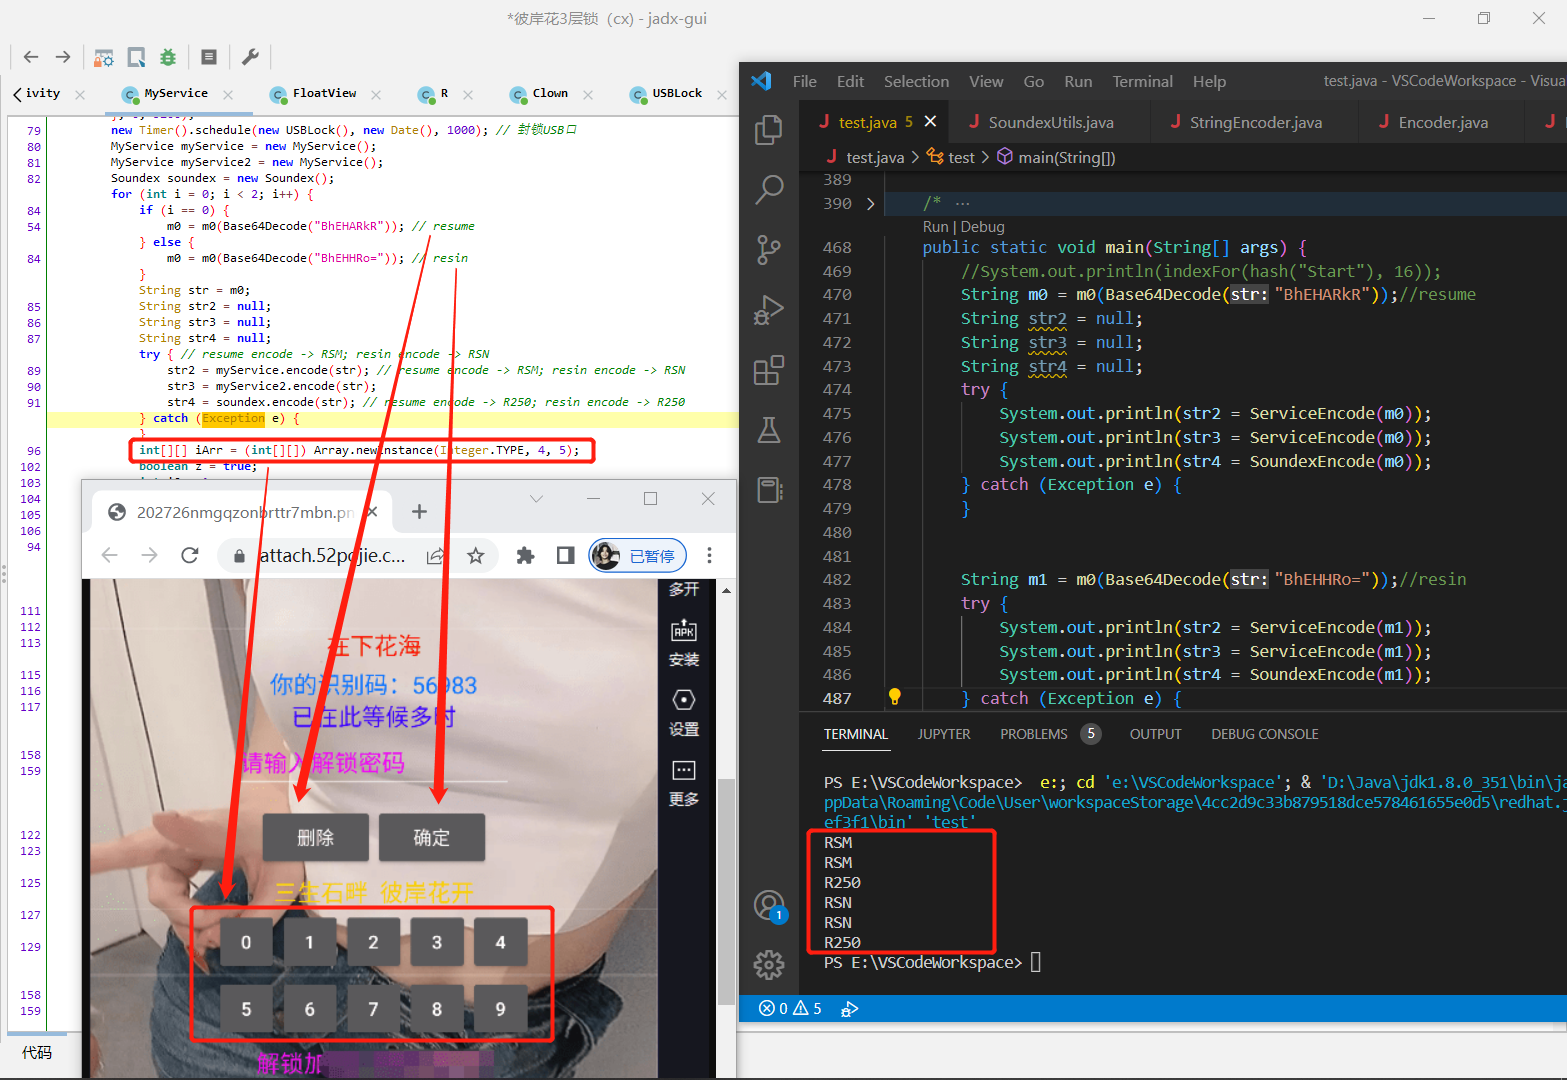 *彼岸花3层锁（cx) - jadx-gui
ivity
MyService
FloatView
R
Clown
USBLock
79 new Timer().schedule(new USBLock(), new Date(), 1000); // 封锁USB口
80 MyService myService = new MyService();
81 MyService myService2 = new MyService();
82 Soundex soundex = new Soundex();
for (int i = 0; i < 2; i++) {
84 if (i == 0) {
54 m0 = m0(Base64Decode("BhEHARkR")); // resume
} else {
84 m0 = m0(Base64Decode("BhEHHRo=")); // resin
}
String str = m0;
85 String str2 = null;
86 String str3 = null;
87 String str4 = null;
try { // resume encode -> RSM; resin encode -> RSN
89 str2 = myService.encode(str); // resume encode -> RSM; resin encode -> RSN
90 str3 = myService2.encode(str);
91 str4 = soundex.encode(str); // resume encode -> R250; resin encode -> R250
} catch (Exception e) {
}
96 int[][] iArr = (int[][]) Array.newInstance(Integer.TYPE, 4, 5);
102 boolean z = true;
103
104
105
106
94
111
112
113
115
116
117
158
159
122
123
125
127
129
158
159
代码
202726nmgqzonbrttr7mbn.pn
attach.52pojie.c...
已暂停
多开
APK
安装
设置
更多
在下花海
你的识别码：56983
已在此等候多时
请输入解锁密码
删除
确定
三生石畔 彼岸花开
0 1 2 3 4
5 6 7 8 9
解锁加
File Edit Selection View Go Run Terminal Help
test.java - VSCodeWorkspace - Visua
test.java 5
SoundexUtils.java
StringEncoder.java
Encoder.java
test.java > test > main(String[])
389
390 /* ...
Run | Debug
468 public static void main(String[] args) {
469 //System.out.println(indexFor(hash("Start"), 16));
470 String m0 = m0(Base64Decode(str:"BhEHARkR"));//resume
471 String str2 = null;
472 String str3 = null;
473 String str4 = null;
474 try {
475 System.out.println(str2 = ServiceEncode(m0));
476 System.out.println(str3 = ServiceEncode(m0));
477 System.out.println(str4 = SoundexEncode(m0));
478 } catch (Exception e) {
479 }
480
481
482 String m1 = m0(Base64Decode(str:"BhEHHRo="));//resin
483 try {
484 System.out.println(str2 = ServiceEncode(m1));
485 System.out.println(str3 = ServiceEncode(m1));
486 System.out.println(str4 = SoundexEncode(m1));
487 } catch (Exception e) {
TERMINAL JUPYTER PROBLEMS 5 OUTPUT DEBUG CONSOLE
PS E:\VSCodeWorkspace> e:; cd 'e:\VSCodeWorkspace'; & 'D:\Java\jdk1.8.0_351\bin\ja
ppData\Roaming\Code\User\workspaceStorage\4cc2d9c33b879518dce578461655e0d5\redhat.j
ef3f1\bin' 'test'
RSM
RSM
R250
RSN
RSN
R250
PS E:\VSCodeWorkspace>
1
0 5